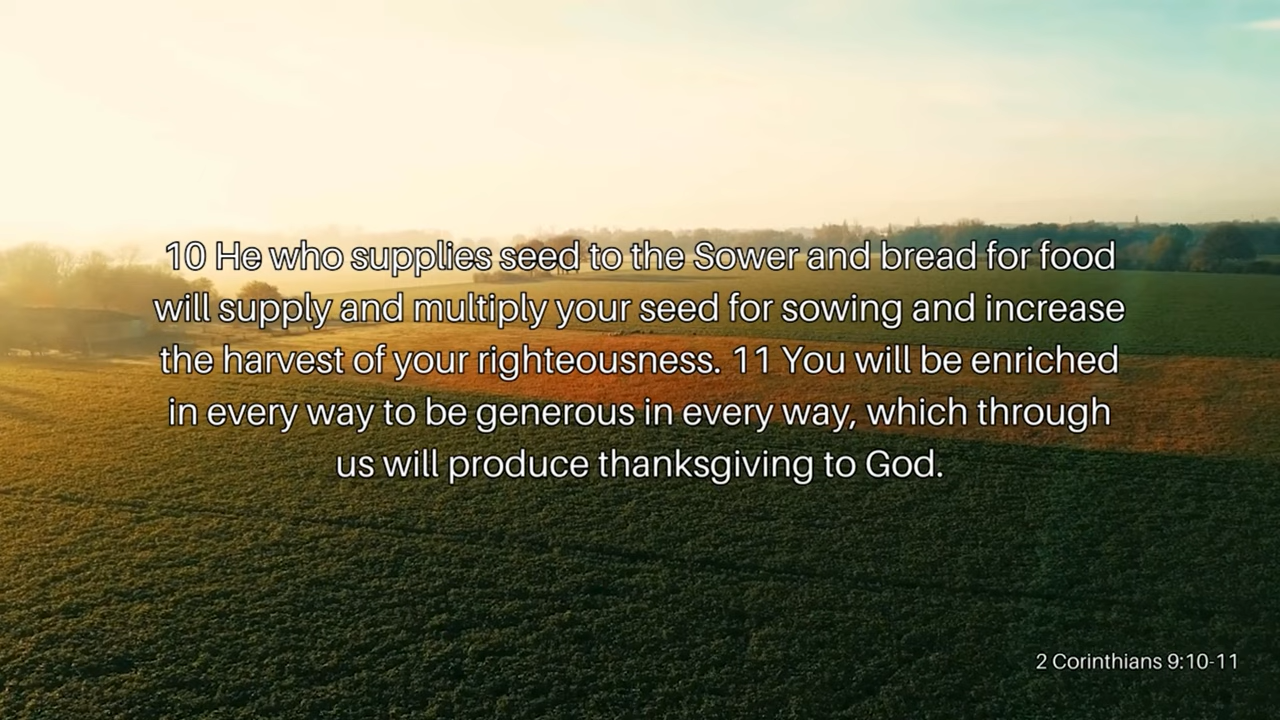 10 He who supplies seed to the Sower and bread for food
will supply and multiply your seed for sowing and increase
the harvest of your righteousness. 11 You will be enriched
in every way to be generous in every way, which through
us will produce thanksgiving to God.
2 Corinthians 9:10-11